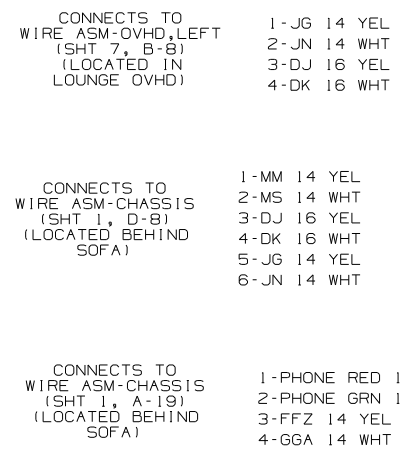 CONNECTS TO
WIRE ASM-OVHD,LEFT
(SHT 7, B-8)
(LOCATED IN
LOUNGE OVHD)
1-JG 14 YEL
2-JN 14 WHT
3-DJ 16 YEL
4-DK 16 WHT
CONNECTS TO
WIRE ASM-CHASSIS
(SHT 1, D-8)
(LOCATED BEHIND
SOFA)
1-MM 14 YEL
2-MS 14 WHT
3-DJ 16 YEL
4-DK 16 WHT
5-JG 14 YEL
6-JN 14 WHT
CONNECTS TO
WIRE ASM-CHASSIS
(SHT 1, A-19)
(LOCATED BEHIND
SOFA)
1-PHONE RED 1
2-PHONE GRN 1
3-FFZ 14 YEL
4-GGA 14 WHT